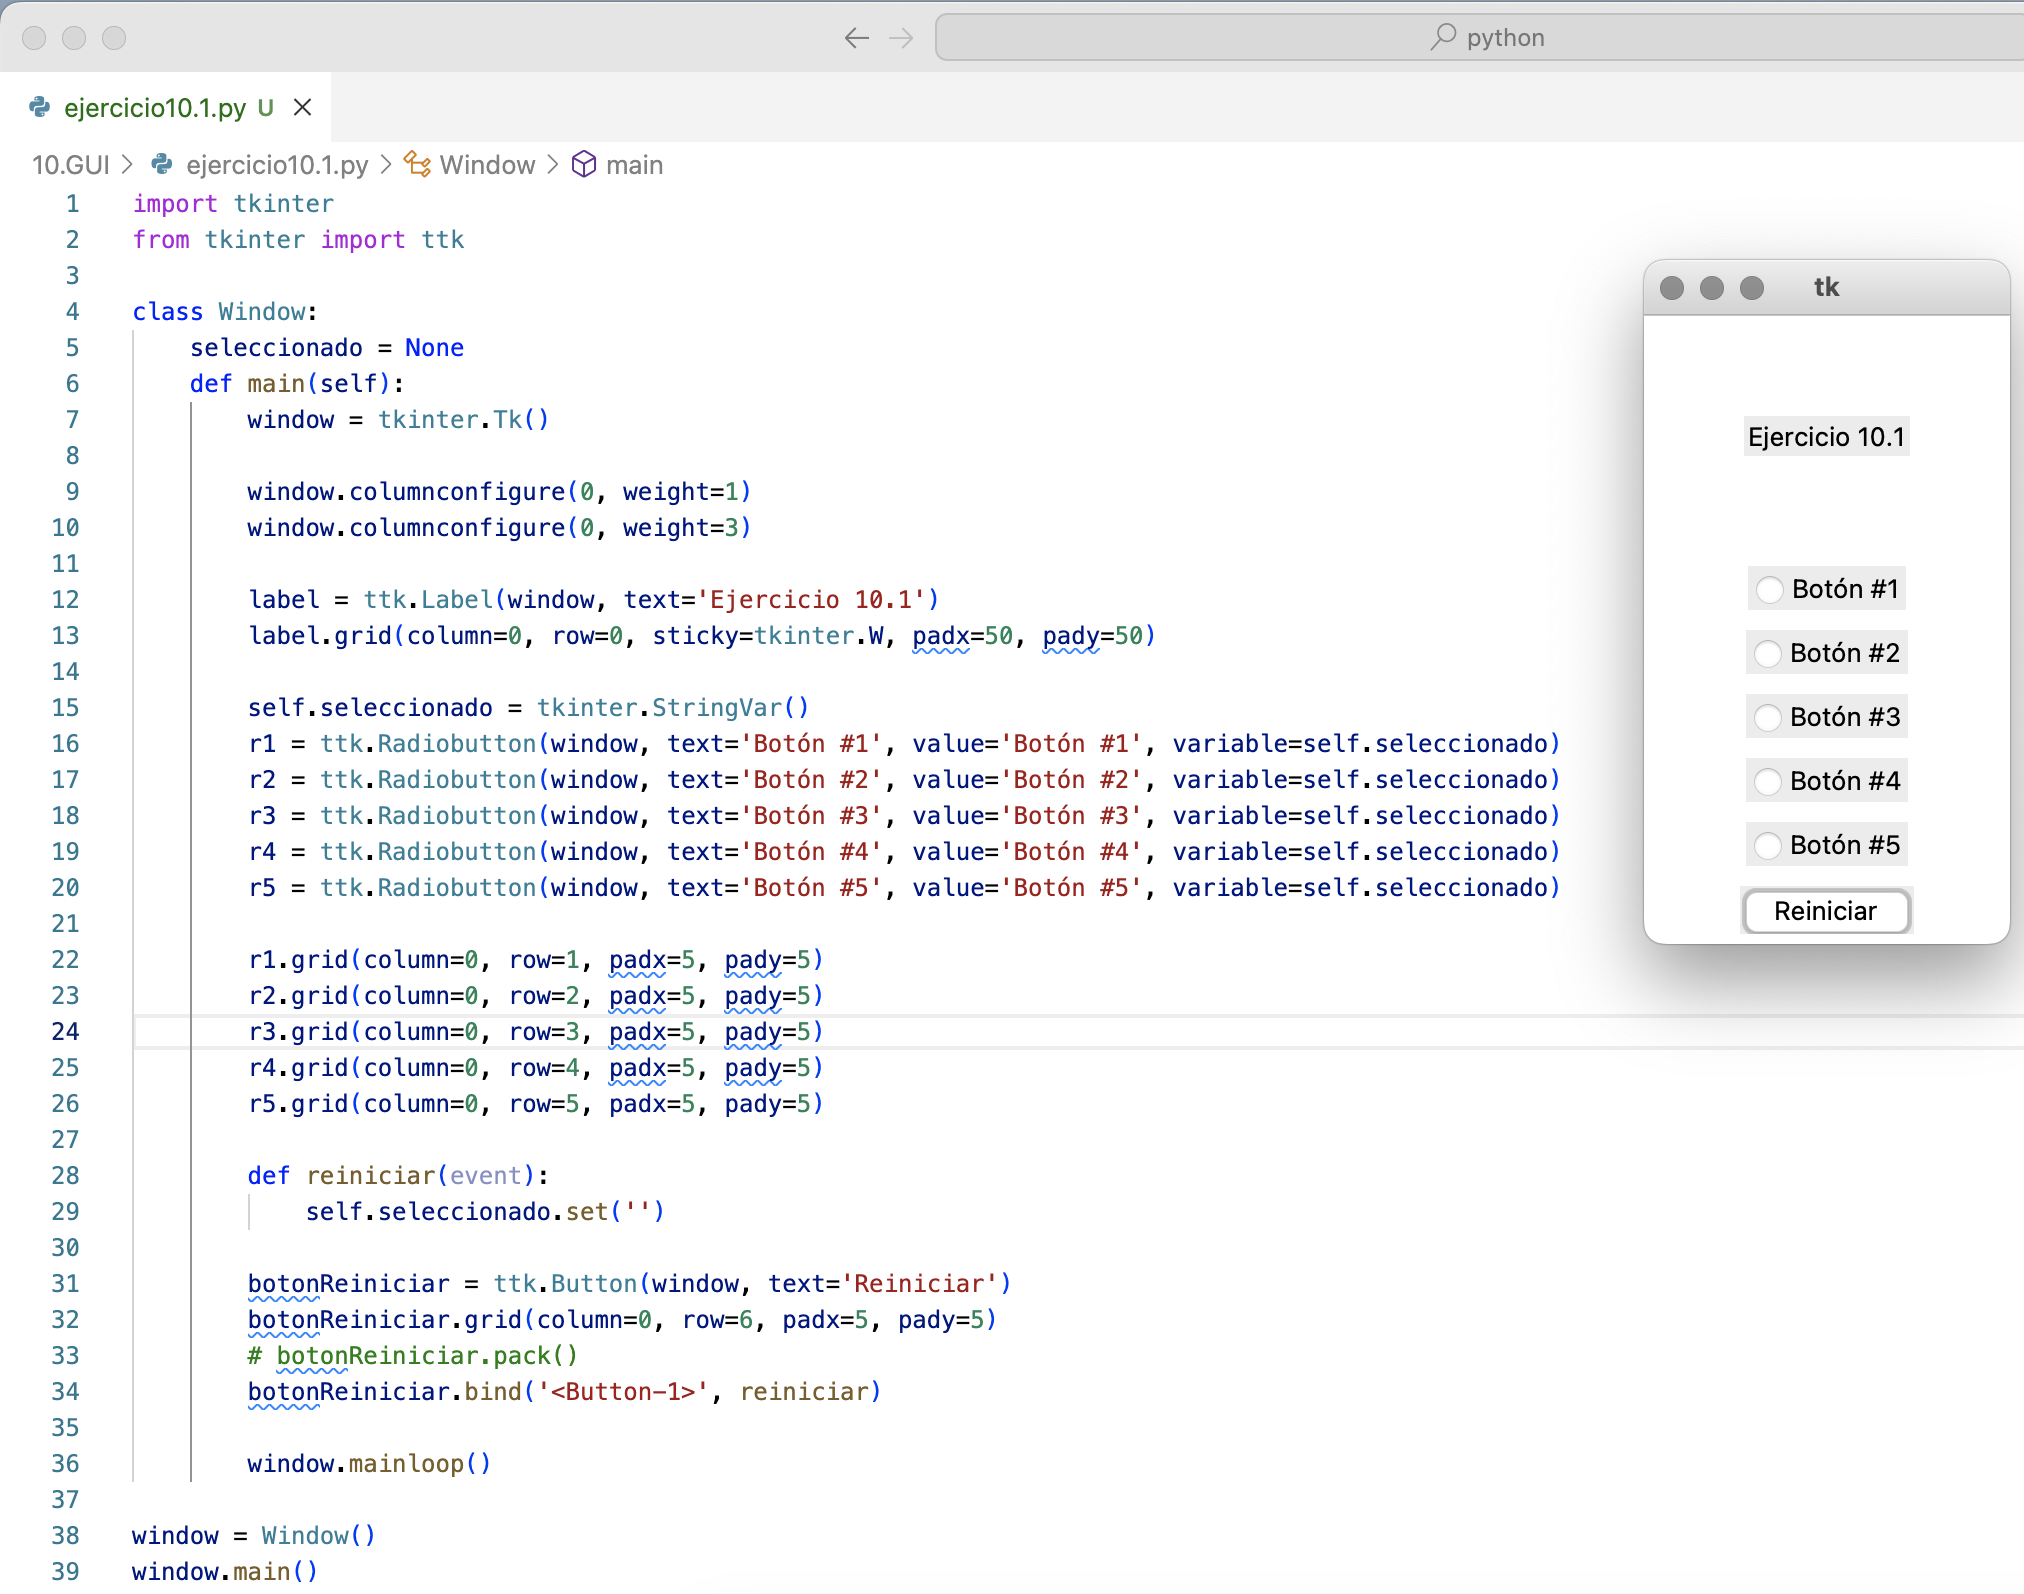 python
ejercicio10.1.py U
10.GUI > ejercicio10.1.py > Window > main
1 import tkinter
2 from tkinter import ttk
3
4 class Window:
5     seleccionado = None
6     def main(self):
7         window = tkinter.Tk()
8
9         window.columnconfigure(0, weight=1)
10         window.columnconfigure(0, weight=3)
11
12         label = ttk.Label(window, text='Ejercicio 10.1')
13         label.grid(column=0, row=0, sticky=tkinter.W, padx=50, pady=50)
14
15         self.seleccionado = tkinter.StringVar()
16         r1 = ttk.Radiobutton(window, text='Botón #1', value='Botón #1', variable=self.seleccionado)
17         r2 = ttk.Radiobutton(window, text='Botón #2', value='Botón #2', variable=self.seleccionado)
18         r3 = ttk.Radiobutton(window, text='Botón #3', value='Botón #3', variable=self.seleccionado)
19         r4 = ttk.Radiobutton(window, text='Botón #4', value='Botón #4', variable=self.seleccionado)
20         r5 = ttk.Radiobutton(window, text='Botón #5', value='Botón #5', variable=self.seleccionado)
21
22         r1.grid(column=0, row=1, padx=5, pady=5)
23         r2.grid(column=0, row=2, padx=5, pady=5)
24         r3.grid(column=0, row=3, padx=5, pady=5)
25         r4.grid(column=0, row=4, padx=5, pady=5)
26         r5.grid(column=0, row=5, padx=5, pady=5)
27
28         def reiniciar(event):
29             self.seleccionado.set('')
30
31         botonReiniciar = ttk.Button(window, text='Reiniciar')
32         botonReiniciar.grid(column=0, row=6, padx=5, pady=5)
33         # botonReiniciar.pack()
34         botonReiniciar.bind('<Button-1>', reiniciar)
35
36         window.mainloop()
37
38 window = Window()
39 window.main()
tk
Ejercicio 10.1
Botón #1
Botón #2
Botón #3
Botón #4
Botón #5
Reiniciar